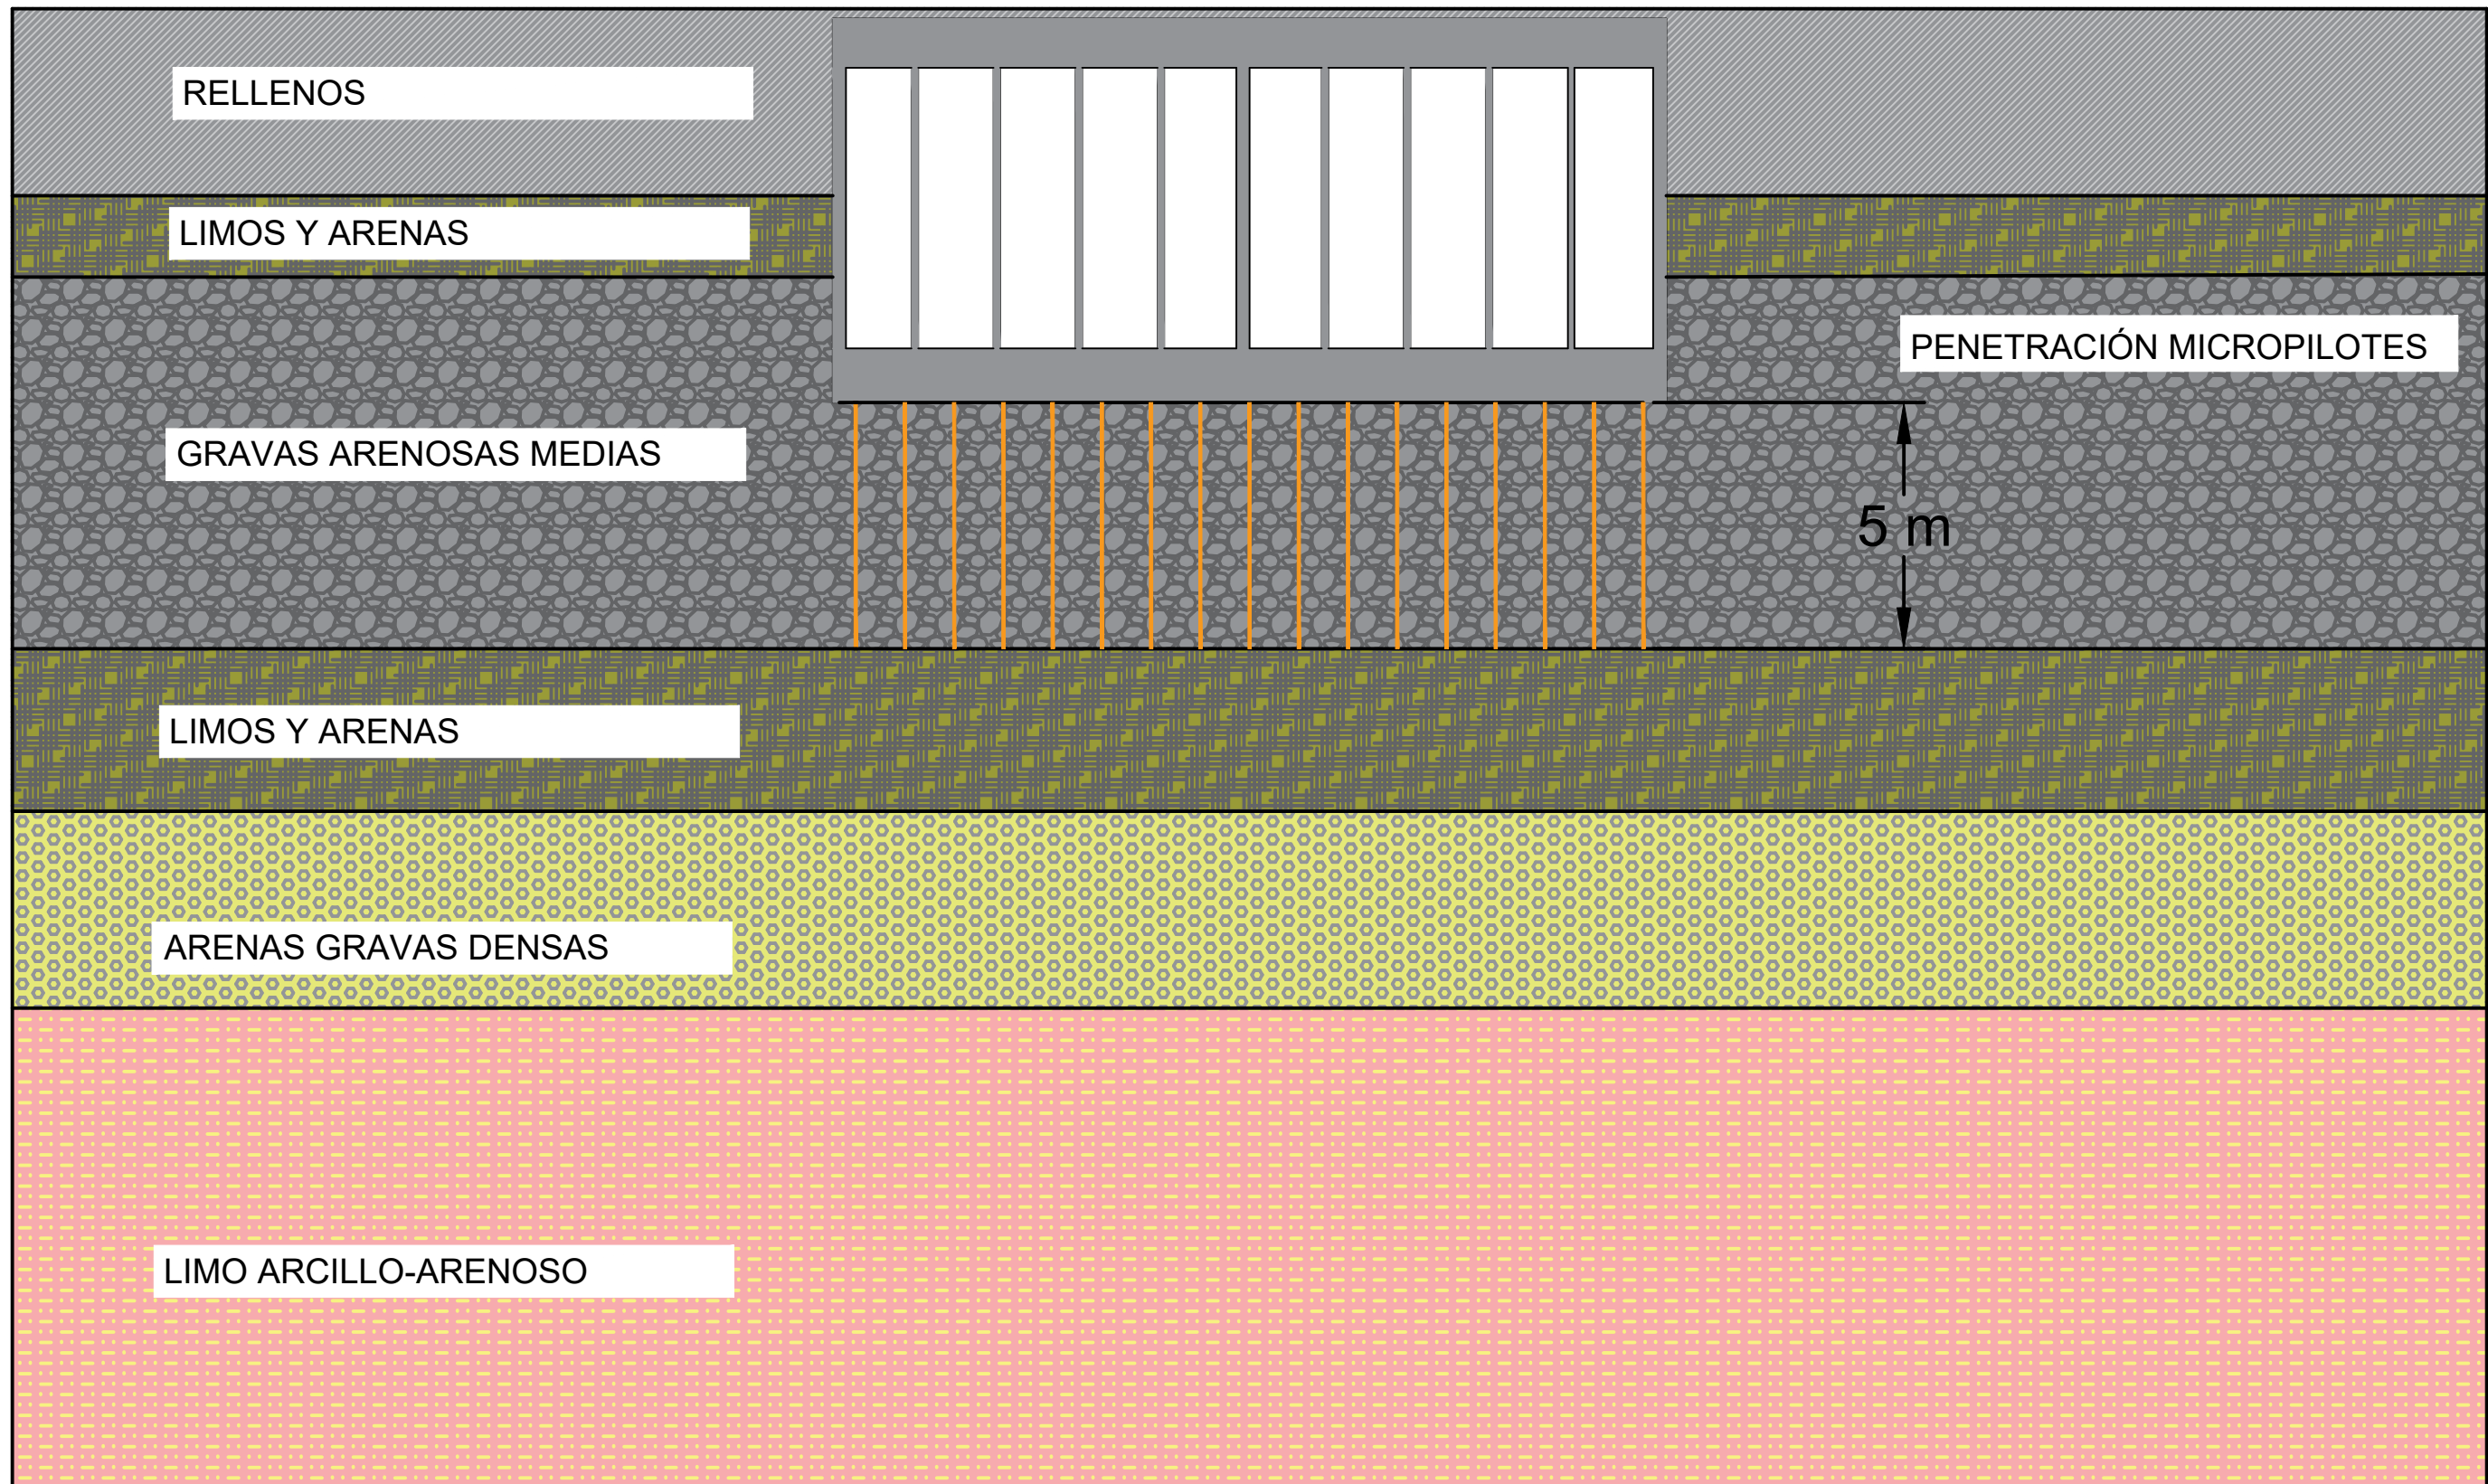 RELLENOS
LIMOS Y ARENAS
PENETRACIÓN MICROPILOTES
GRAVAS ARENOSAS MEDIAS
5 m
LIMOS Y ARENAS
ARENAS GRAVAS DENSAS
LIMO ARCILLO-ARENOSO